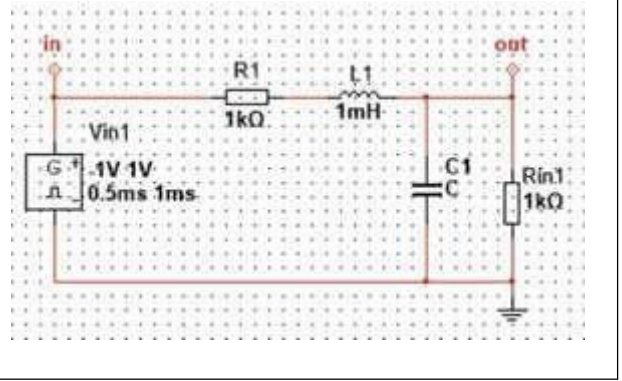 in
out
R1
L1
1kΩ
1mH
Vin1
G +
-1V 1V
0.5ms 1ms
C1
C
Rin1
1kΩ